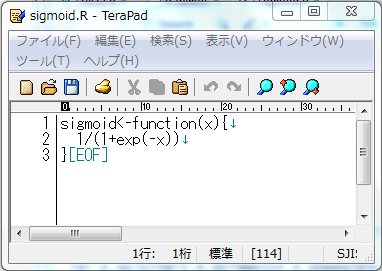 sigmoid.R - TeraPad
ファイル(F) 編集(E) 検索(S) 表示(V) ウィンドウ(W)
ツール(T) ヘルプ(H)
0 10 20 30
1 sigmoid<-function(x){↓
2 1/(1+exp(-x))↓
3 }[EOF]
1行: 1桁 標準 [114] SJIS